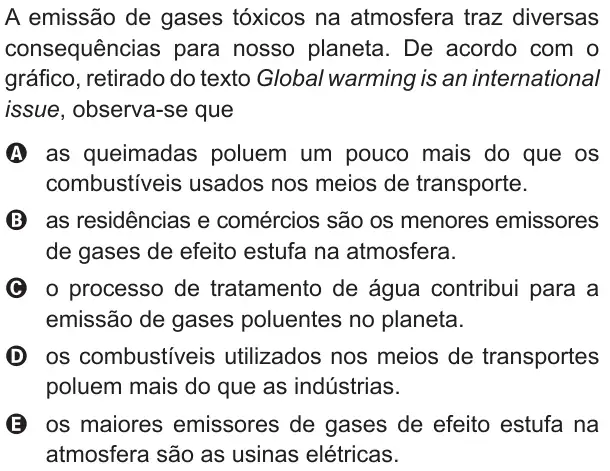 A emissão de gases tóxicos na atmosfera traz diversas
consequências para nosso planeta. De acordo com o
gráfico, retirado do texto Global warming is an international
issue, observa-se que
A as queimadas poluem um pouco mais do que os
combustíveis usados nos meios de transporte.
B as residências e comércios são os menores emissores
de gases de efeito estufa na atmosfera.
C o processo de tratamento de água contribui para a
emissão de gases poluentes no planeta.
D os combustíveis utilizados nos meios de transportes
poluem mais do que as indústrias.
E os maiores emissores de gases de efeito estufa na
atmosfera são as usinas elétricas.